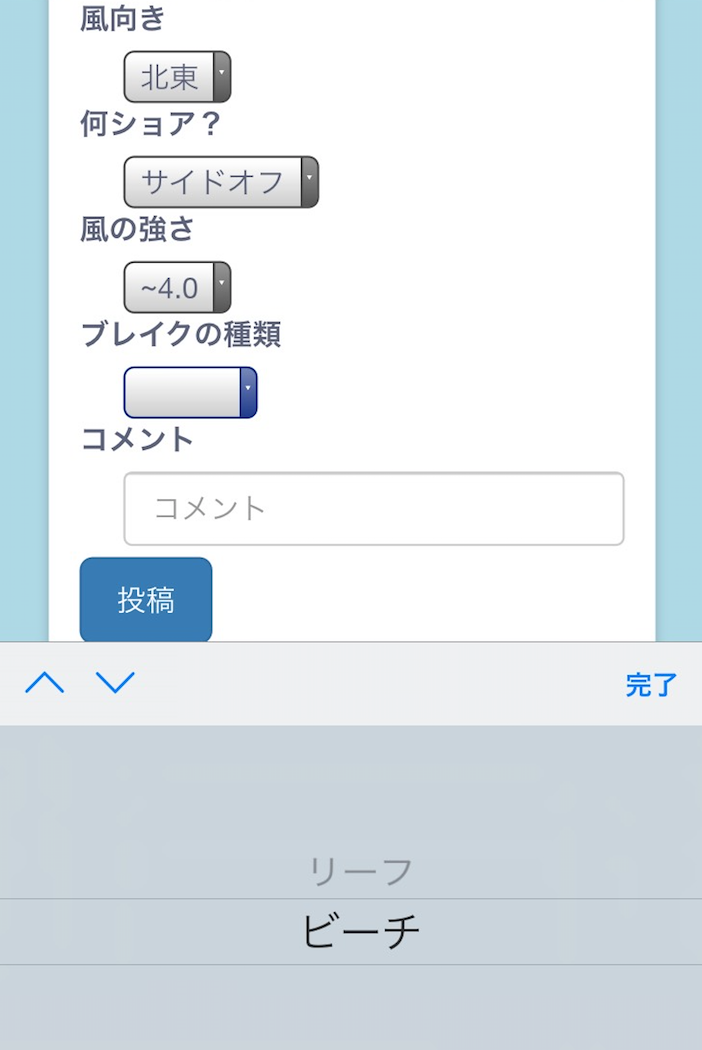 風向き
北東
何ショア？
サイドオフ
風の強さ
~4.0
ブレイクの種類
コメント
コメント
投稿
完了
リーフ
ビーチ